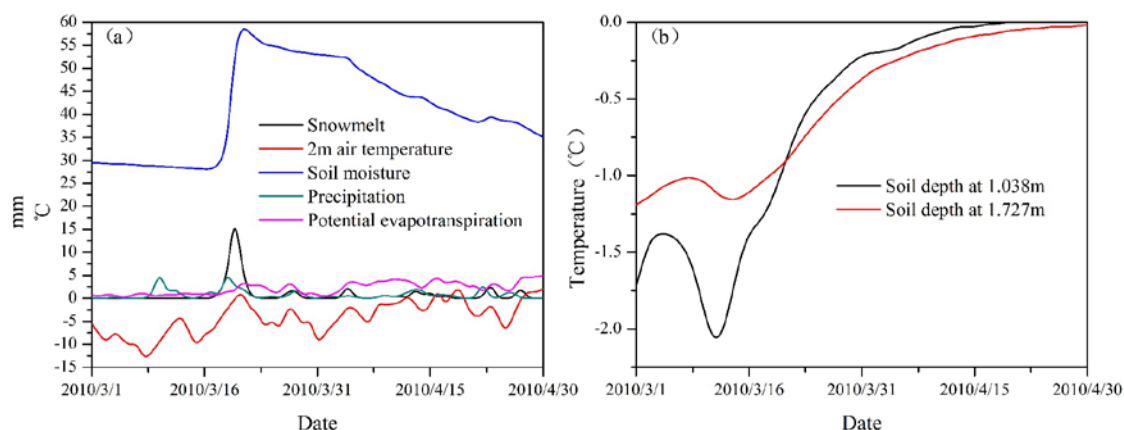 (a)
60
55
50
45
40
35
30
25
20
15
10
5
0
-5
-10
-15
mm
℃
Snowmelt
2m air temperature
Soil moisture
Precipitation
Potential evapotranspiration
2010/3/1 2010/3/16 2010/3/31 2010/4/15 2010/4/30
Date
(b)
0.0
-0.5
-1.0
-1.5
-2.0
Temperature（℃）
Soil depth at 1.038m
Soil depth at 1.727m
2010/3/1 2010/3/16 2010/3/31 2010/4/15 2010/4/30
Date